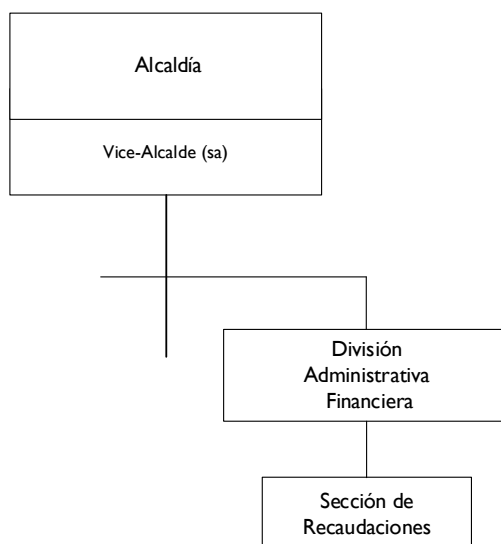 Alcaldía
Vice-Alcalde (sa)
División
Administrativa
Financiera
Sección de
Recaudaciones